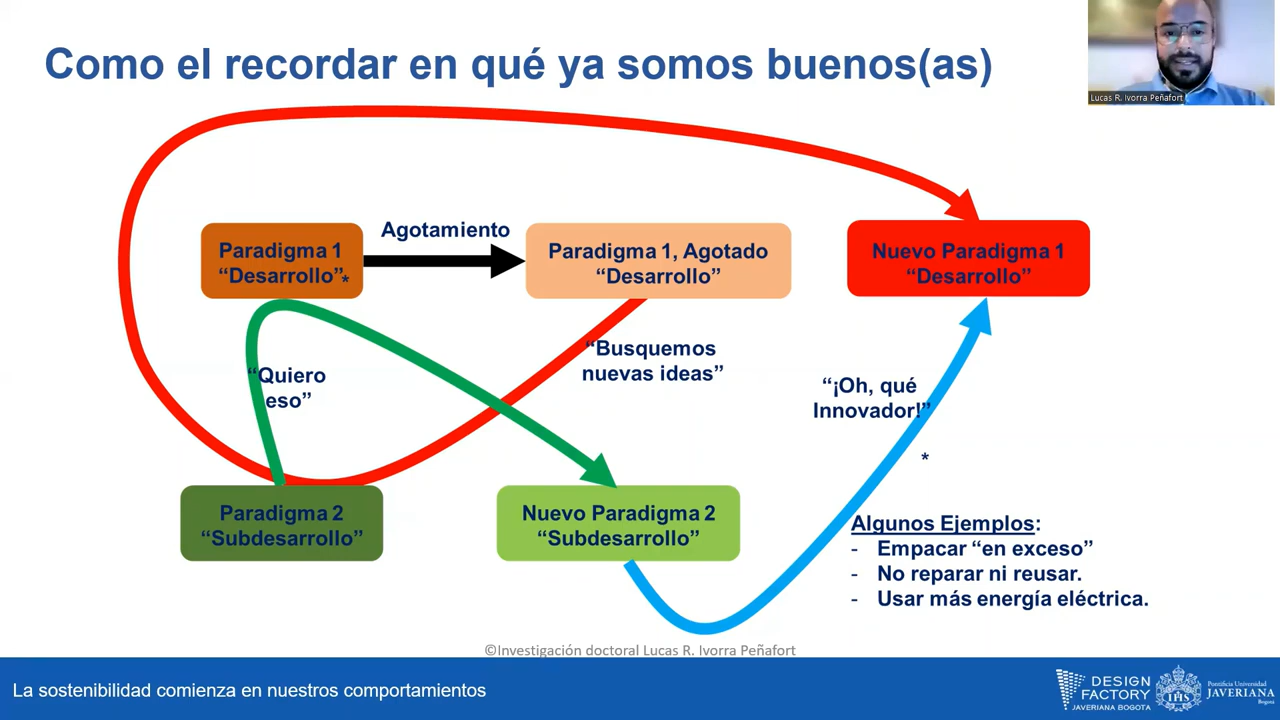 Como el recordar en qué ya somos buenos(as)
Lucas R. Ivorra Peñafort
Agotamiento
Paradigma 1
“Desarrollo”*
Paradigma 1, Agotado
“Desarrollo”
Nuevo Paradigma 1
“Desarrollo”
“Quiero
eso”
“Busquemos
nuevas ideas”
“¡Oh, qué
Innovador!”
*
Paradigma 2
“Subdesarrollo”
Nuevo Paradigma 2
“Subdesarrollo”
Algunos Ejemplos:
- Empacar “en exceso”
- No reparar ni reusar.
- Usar más energía eléctrica.
©Investigación doctoral Lucas R. Ivorra Peñafort
La sostenibilidad comienza en nuestros comportamientos
DESIGN
FACTORY
JAVERIANA BOGOTA
IHS
Pontificia Universidad
JAVERIANA
Bogotá